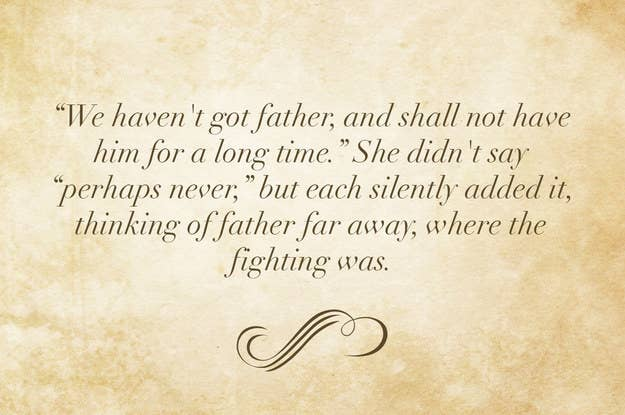 “We haven't got father, and shall not have
him for a long time.” She didn't say
“perhaps never,” but each silently added it,
thinking of father far away, where the
fighting was.